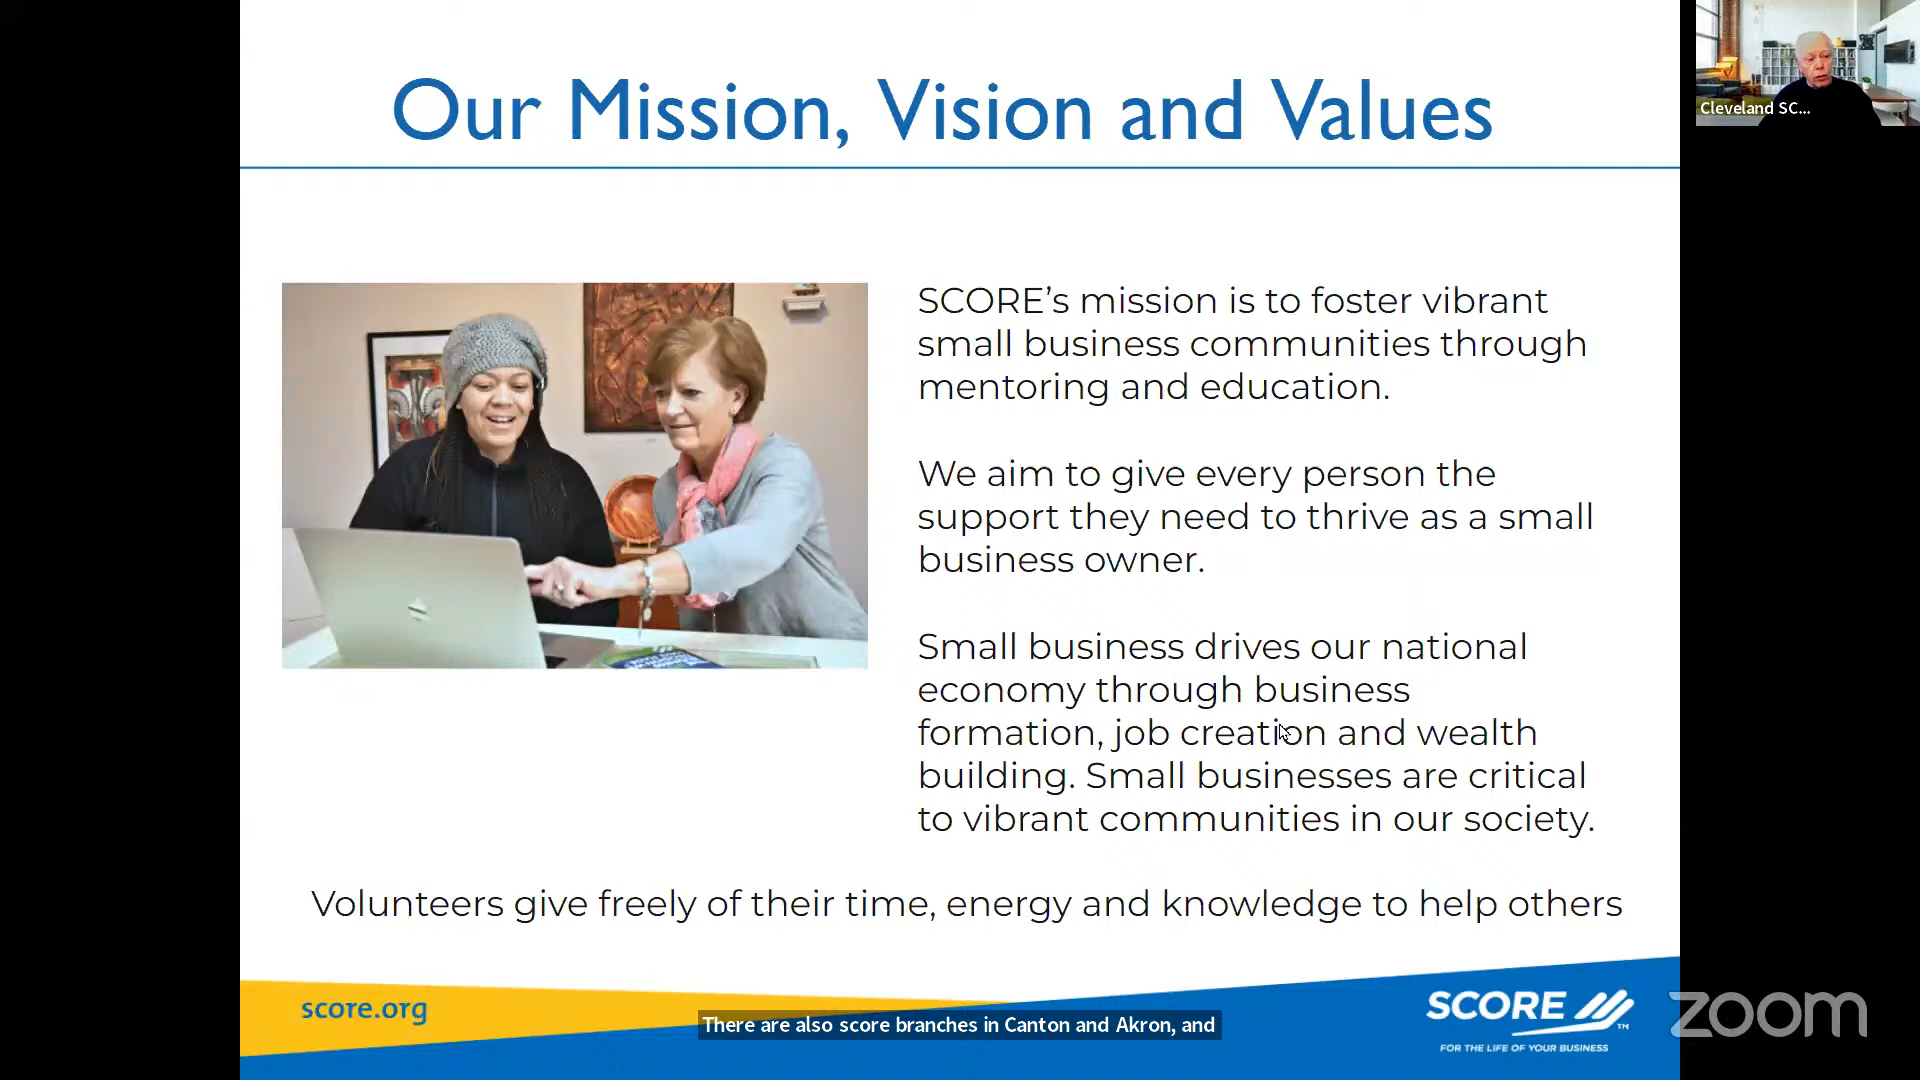 Our Mission, Vision and Values
Cleveland SC...
SCORE’s mission is to foster vibrant
small business communities through
mentoring and education.
We aim to give every person the
support they need to thrive as a small
business owner.
Small business drives our national
economy through business
formation, job creation and wealth
building. Small businesses are critical
to vibrant communities in our society.
Volunteers give freely of their time, energy and knowledge to help others
score.org
There are also score branches in Canton and Akron, and
SCORE
TM
FOR THE LIFE OF YOUR BUSINESS
zoom